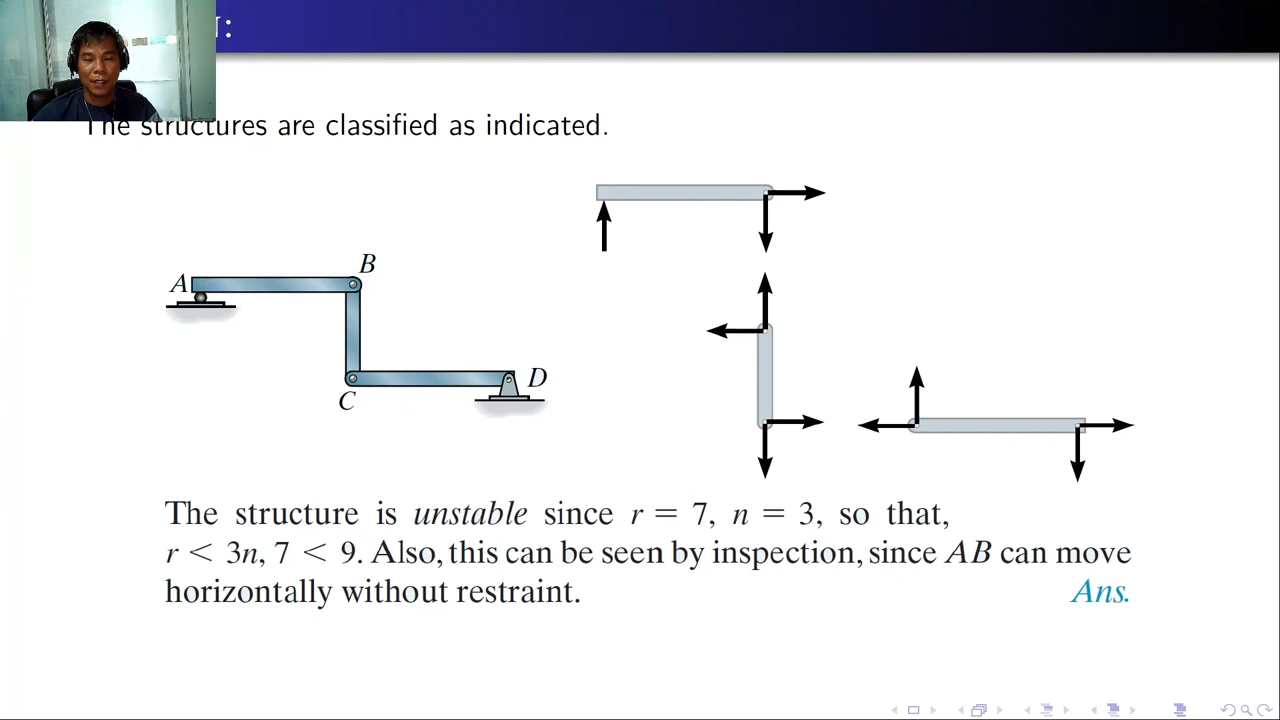 :
The structures are classified as indicated.
B
A
D
C
The structure is unstable since r = 7, n = 3, so that,
r < 3n, 7 < 9. Also, this can be seen by inspection, since AB can move
horizontally without restraint. Ans.